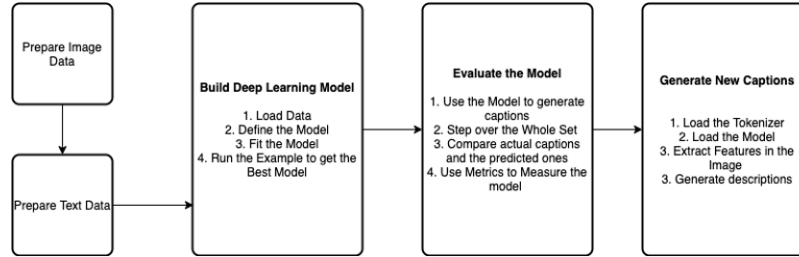 Prepare Image
Data
Prepare Text Data
Build Deep Learning Model
1. Load Data
2. Define the Model
3. Fit the Model
4. Run the Example to get the
Best Model
Evaluate the Model
1. Use the Model to generate
captions
2. Step over the Whole Set
3. Compare actual captions
and the predicted ones
4. Use Metrics to Measure the
model
Generate New Captions
1. Load the Tokenizer
2. Load the Model
3. Extract Features in the
Image
3. Generate descriptions